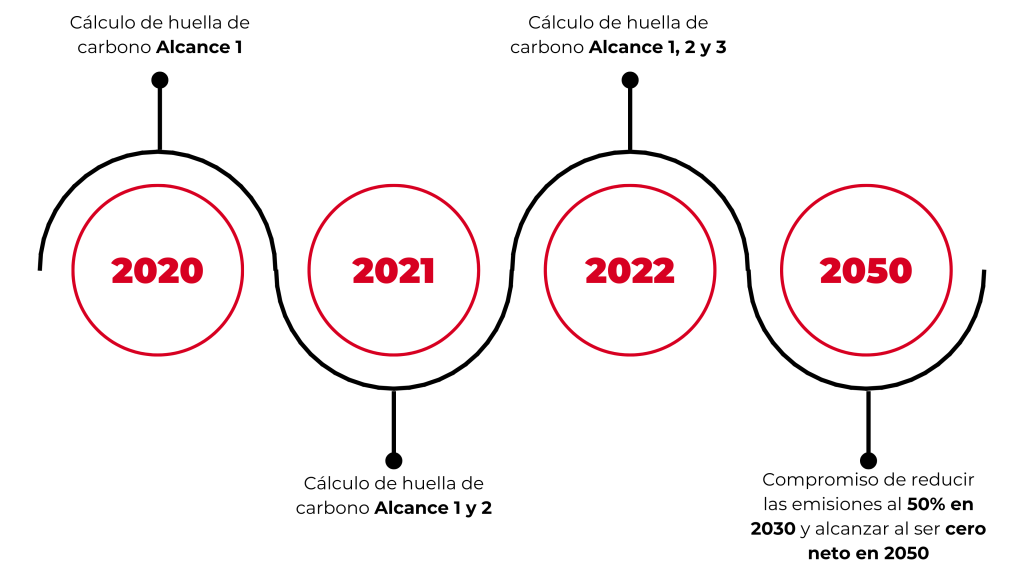 Cálculo de huella de
carbono Alcance 1
Cálculo de huella de
carbono Alcance 1, 2 y 3
2020
2021
2022
2050
Cálculo de huella de
carbono Alcance 1 y 2
Compromiso de reducir
las emisiones al 50% en
2030 y alcanzar al ser cero
neto en 2050